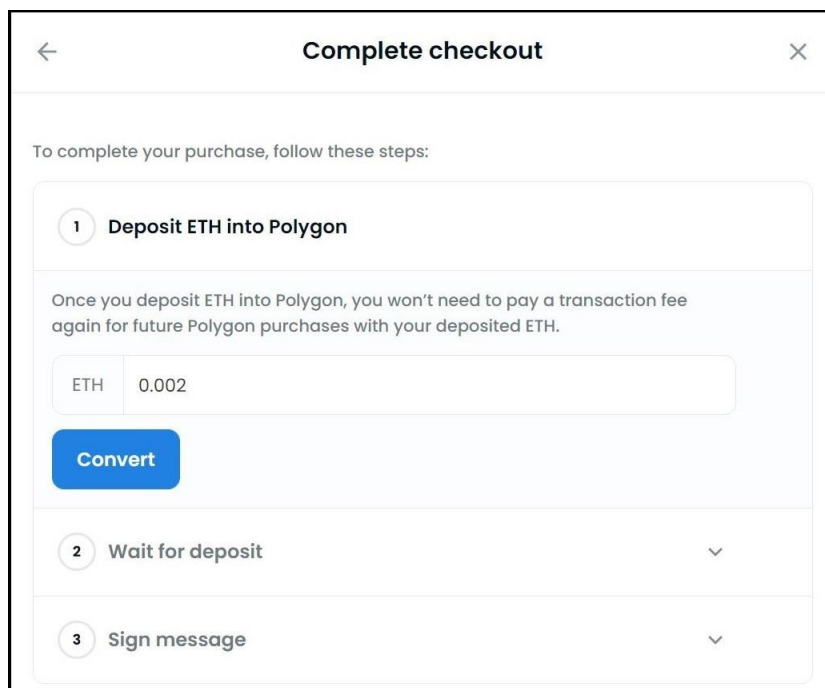 Complete checkout
To complete your purchase, follow these steps:
1 Deposit ETH into Polygon
Once you deposit ETH into Polygon, you won’t need to pay a transaction fee
again for future Polygon purchases with your deposited ETH.
ETH 0.002
Convert
2 Wait for deposit
3 Sign message